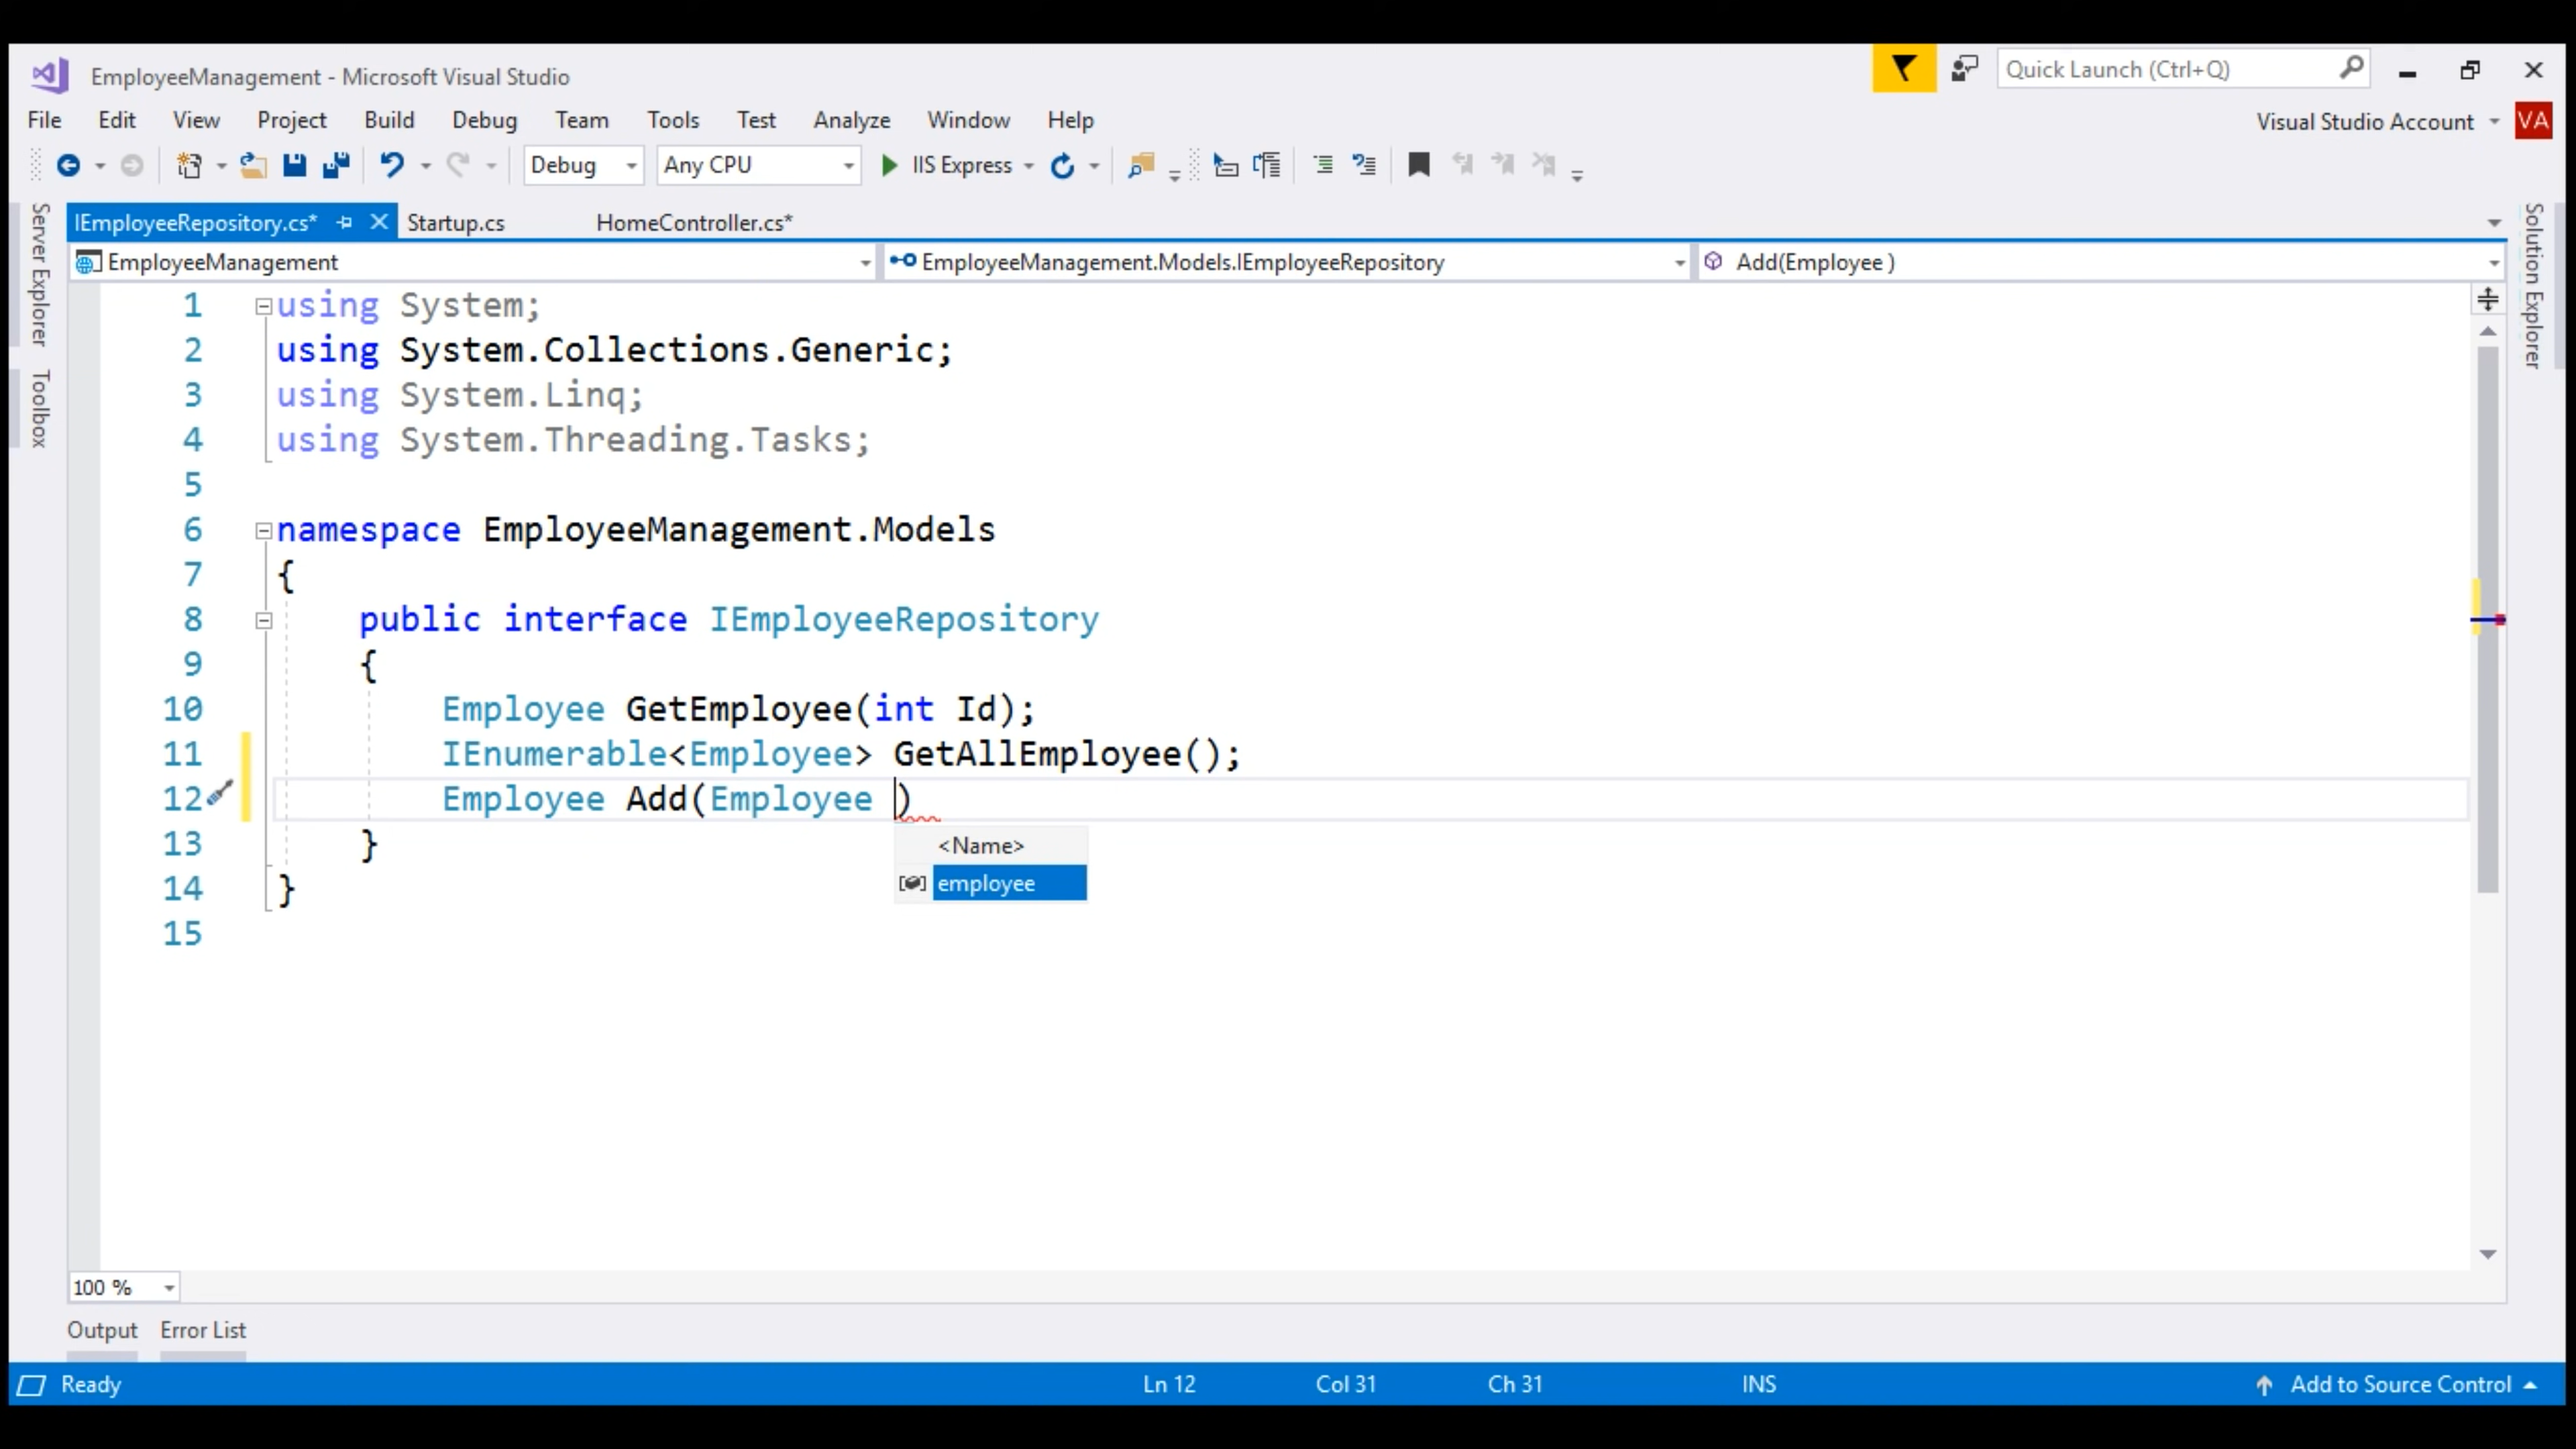 EmployeeManagement - Microsoft Visual Studio
Quick Launch (Ctrl+Q)
File Edit View Project Build Debug Team Tools Test Analyze Window Help
Visual Studio Account VA
Debug Any CPU IIS Express
Server Explorer
Toolbox
Solution Explorer
IEmployeeRepository.cs* Startup.cs HomeController.cs*
EmployeeManagement EmployeeManagement.Models.IEmployeeRepository Add(Employee )
1 using System;
2 using System.Collections.Generic;
3 using System.Linq;
4 using System.Threading.Tasks;
5
6 namespace EmployeeManagement.Models
7 {
8 public interface IEmployeeRepository
9 {
10 Employee GetEmployee(int Id);
11 IEnumerable<Employee> GetAllEmployee();
12 Employee Add(Employee )
<Name>
employee
13 }
14 }
15
100 %
Output Error List
Ready Ln 12 Col 31 Ch 31 INS Add to Source Control